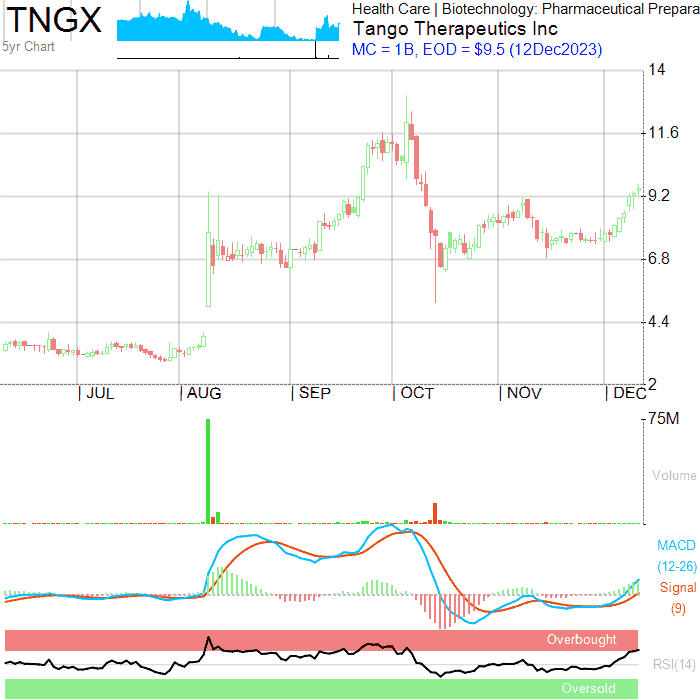 TNGX
5yr Chart
Health Care | Biotechnology: Pharmaceutical Prepara
Tango Therapeutics Inc
MC = 1B, EOD = $9.5 (12Dec2023)
14
11.6
9.2
6.8
4.4
2
| JUL | AUG | SEP | OCT | NOV | DEC
75M
Volume
MACD
(12-26)
Signal
(9)
Overbought
RSI(14)
Oversold